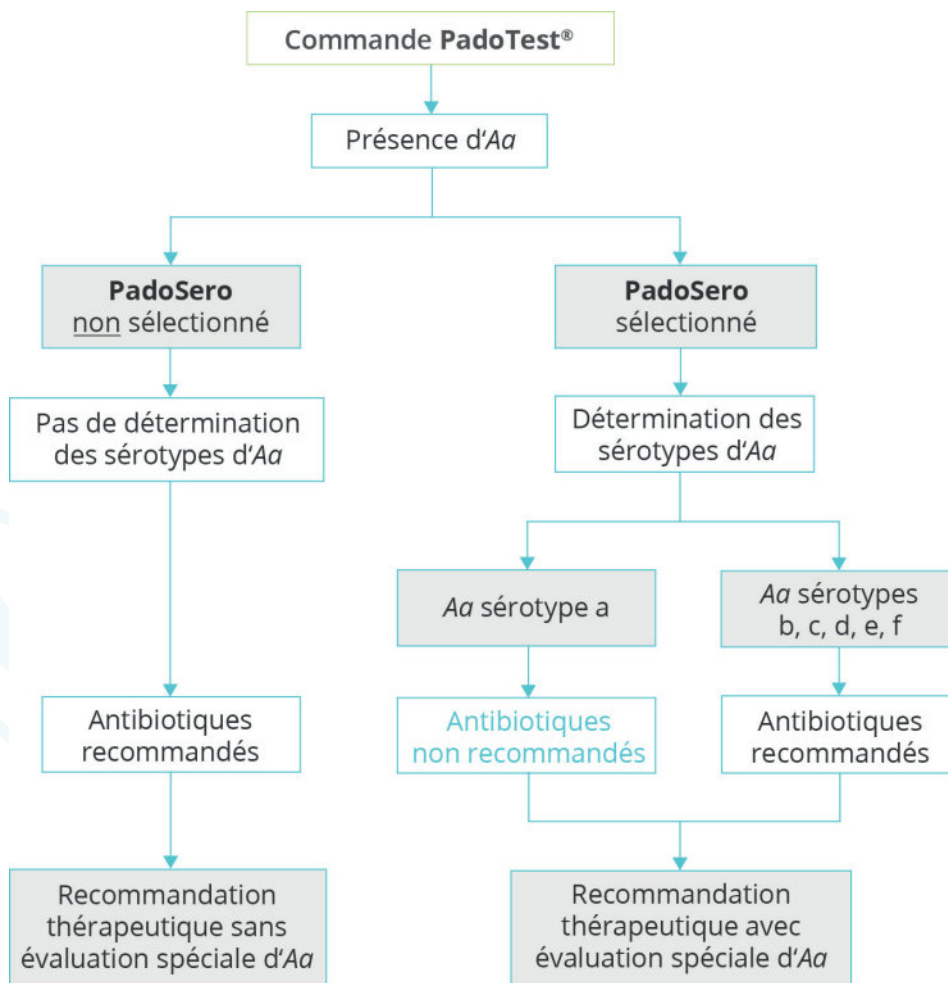 Commande PadoTest®
Présence d‘Aa
PadoSero
non sélectionné
PadoSero
sélectionné
Pas de détermination
des sérotypes d‘Aa
Détermination des
sérotypes d‘Aa
Aa sérotype a
Aa sérotypes
b, c, d, e, f
Antibiotiques
recommandés
Antibiotiques
non recommandés
Antibiotiques
recommandés
Recommandation
thérapeutique sans
évaluation spéciale d‘Aa
Recommandation
thérapeutique avec
évaluation spéciale d‘Aa